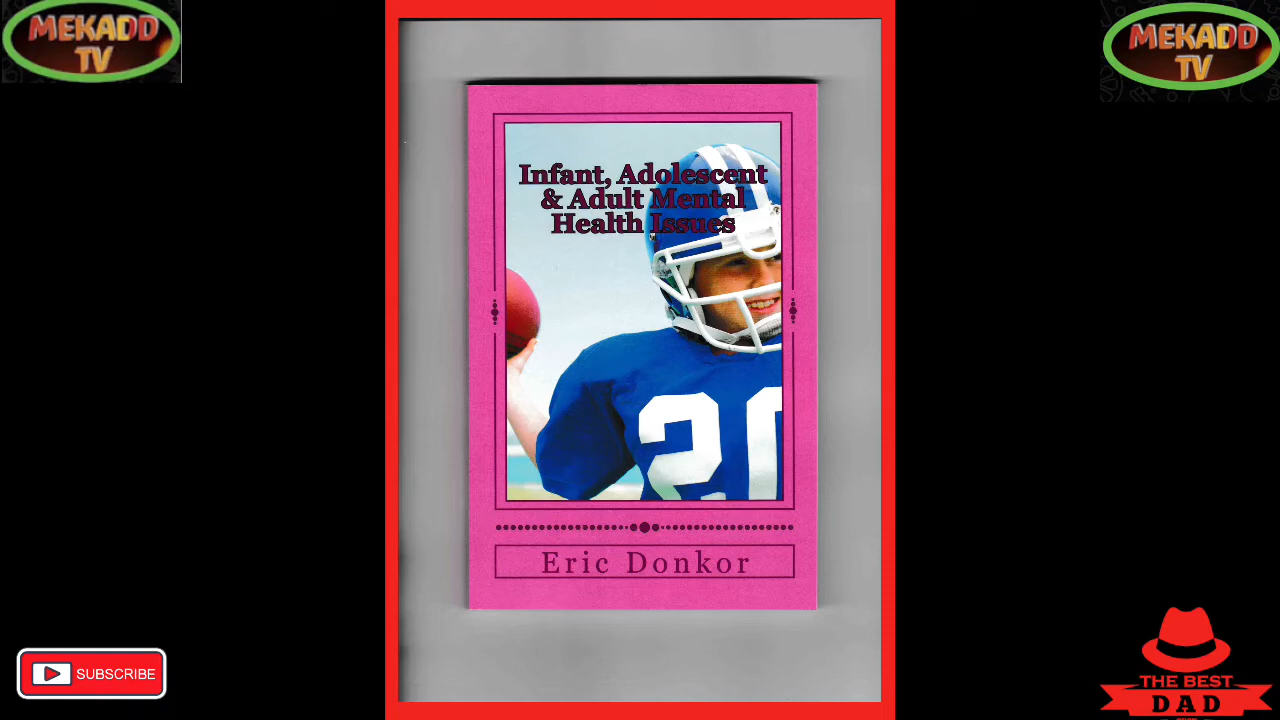 MEKADD
TV
MEKADD
TV
Infant, Adolescent
& Adult Mental
Health Issues
20
Eric Donkor
SUBSCRIBE
THE BEST
DAD